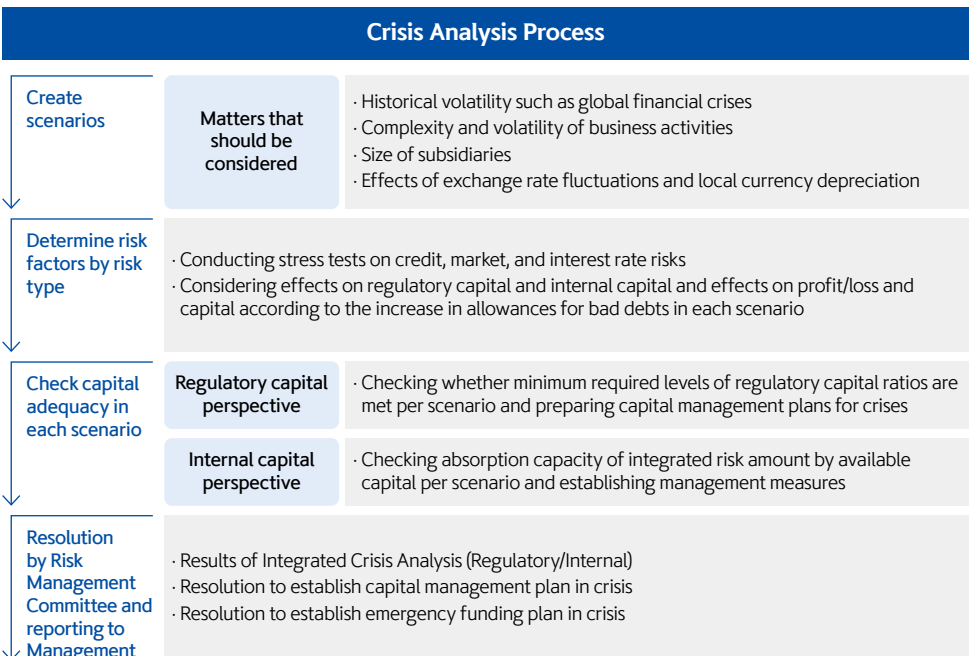 Crisis Analysis Process
Create
scenarios
Matters that
should be
considered
· Historical volatility such as global financial crises
· Complexity and volatility of business activities
· Size of subsidiaries
· Effects of exchange rate fluctuations and local currency depreciation
Determine risk
factors by risk
type
· Conducting stress tests on credit, market, and interest rate risks
· Considering effects on regulatory capital and internal capital and effects on profit/loss and
capital according to the increase in allowances for bad debts in each scenario
Check capital
adequacy in
each scenario
Regulatory capital
perspective
· Checking whether minimum required levels of regulatory capital ratios are
met per scenario and preparing capital management plans for crises
Internal capital
perspective
· Checking absorption capacity of integrated risk amount by available
capital per scenario and establishing management measures
Resolution
by Risk
Management
Committee and
reporting to
Management
· Results of Integrated Crisis Analysis (Regulatory/Internal)
· Resolution to establish capital management plan in crisis
· Resolution to establish emergency funding plan in crisis